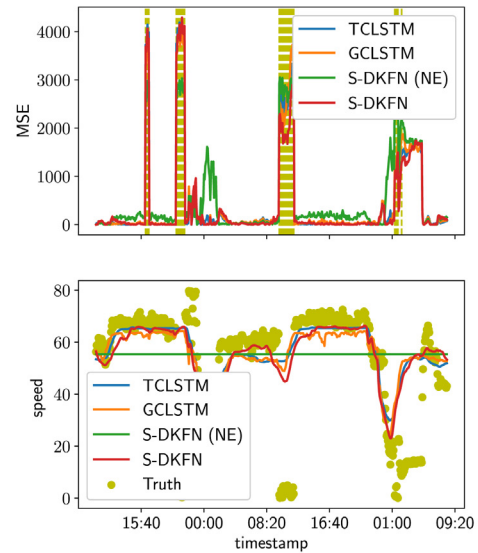 4000
3000
2000
1000
0
MSE
TCLSTM
GCLSTM
S-DKFN (NE)
S-DKFN
80
60
40
20
0
speed
TCLSTM
GCLSTM
S-DKFN (NE)
S-DKFN
Truth
15:40 00:00 08:20 16:40 01:00 09:20
timestamp